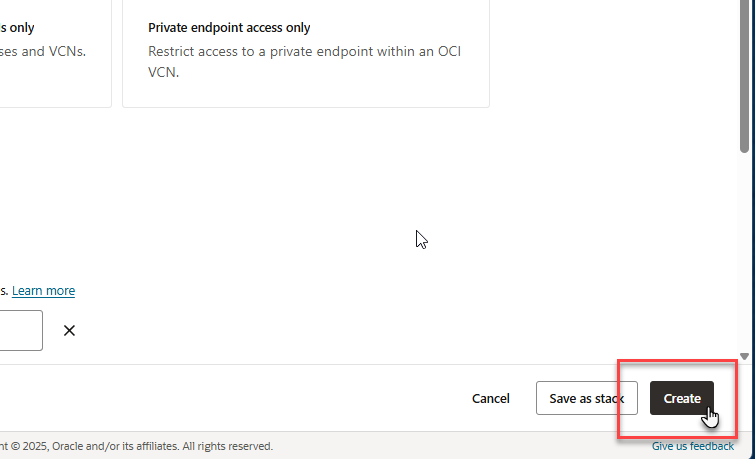 s only
Private endpoint access only
ses and VCNs.
Restrict access to a private endpoint within an OCI
VCN.
s. Learn more
Cancel
Save as stack
Create
nt © 2025, Oracle and/or its affiliates. All rights reserved.
Give us feedback